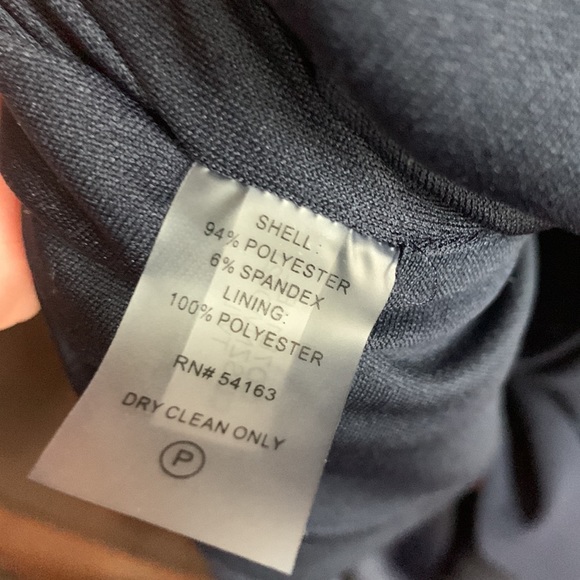 SHELL:
94% POLYESTER
6% SPANDEX
LINING:
100% POLYESTER
RN# 54163
DRY CLEAN ONLY
P